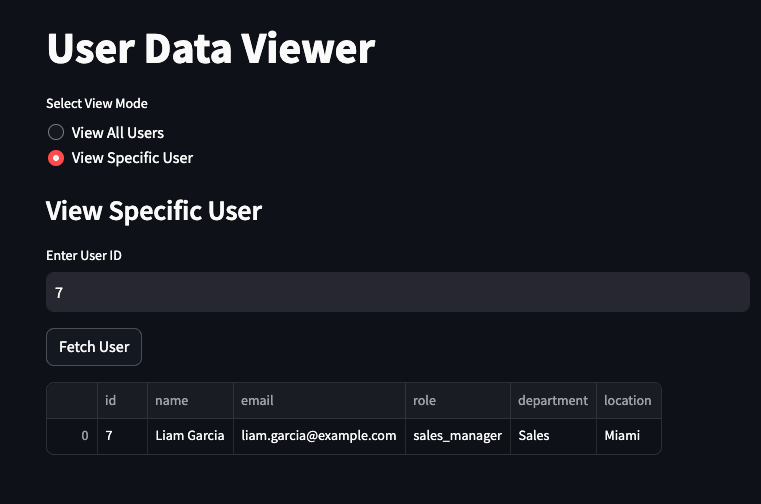 User Data Viewer
Select View Mode
View All Users
View Specific User
View Specific User
Enter User ID
7
Fetch User
id name email role department location
0 7 Liam Garcia liam.garcia@example.com sales_manager Sales Miami